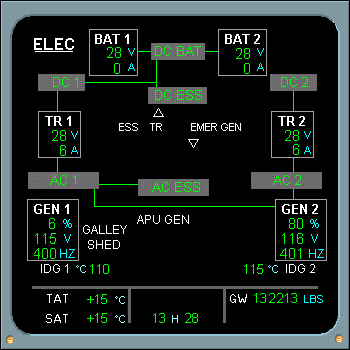 ELEC
BAT 1 DC BAT BAT 2
28 V 28 V
0 A 0 A
DC 1 DC 2
DC ESS
TR 1 ESS TR EMER GEN TR 2
28 V 28 V
6 A 6 A
AC 1 AC ESS AC 2
GEN 1 APU GEN GEN 2
6 % 80 %
115 V GALLEY 116 V
401 HZ SHED 400 HZ
IDG 1 °C 110 115 °C IDG 2
TAT +15 °C GW 132213 LBS
SAT +15 °C 13 H 28